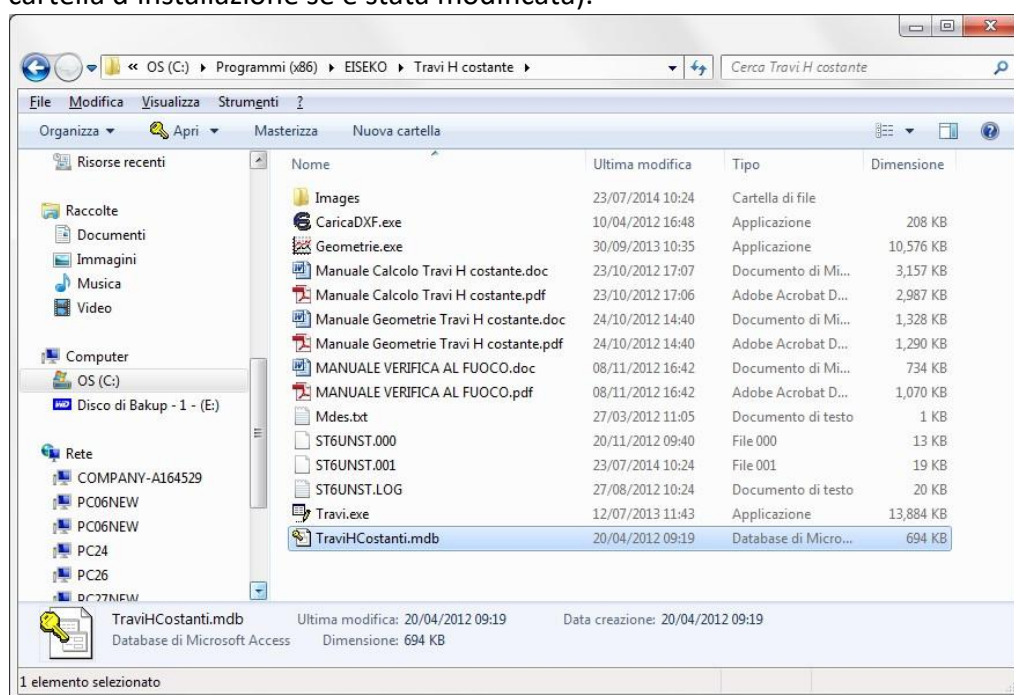 cartella d'installazione se è stata modificata).
« OS (C:) Programmi (x86) EISEKO Travi H costante
Cerca Travi H costante
File Modifica Visualizza Strumenti ?
Organizza Apri Masterizza Nuova cartella
Risorse recenti
Raccolte
Documenti
Immagini
Musica
Video
Computer
OS (C:)
Disco di Bakup - 1 - (E:)
Rete
COMPANY-A164529
PC06NEW
PC06NEW
PC24
PC26
PC27NEW
Nome Ultima modifica Tipo Dimensione
Images 23/07/2014 10:24 Cartella di file
CaricaDXF.exe 10/04/2012 16:48 Applicazione 208 KB
Geometrie.exe 30/09/2013 10:35 Applicazione 10,576 KB
Manuale Calcolo Travi H costante.doc 23/10/2012 17:07 Documento di Mi... 3,157 KB
Manuale Calcolo Travi H costante.pdf 23/10/2012 17:06 Adobe Acrobat D... 2,987 KB
Manuale Geometrie Travi H costante.doc 24/10/2012 14:40 Documento di Mi... 1,328 KB
Manuale Geometrie Travi H costante.pdf 24/10/2012 14:40 Adobe Acrobat D... 1,290 KB
MANUALE VERIFICA AL FUOCO.doc 08/11/2012 16:42 Documento di Mi... 734 KB
MANUALE VERIFICA AL FUOCO.pdf 08/11/2012 16:42 Adobe Acrobat D... 1,070 KB
Mdes.txt 27/03/2012 11:05 Documento di testo 1 KB
ST6UNST.000 20/11/2012 09:40 File 000 13 KB
ST6UNST.001 23/07/2014 10:24 File 001 19 KB
ST6UNST.LOG 27/08/2012 10:24 Documento di testo 20 KB
Travi.exe 12/07/2013 11:43 Applicazione 13,884 KB
TraviHCostanti.mdb 20/04/2012 09:19 Database di Micro... 694 KB
TraviHCostanti.mdb Ultima modifica: 20/04/2012 09:19 Data creazione: 20/04/2012 09:19
Database di Microsoft Access Dimensione: 694 KB
1 elemento selezionato